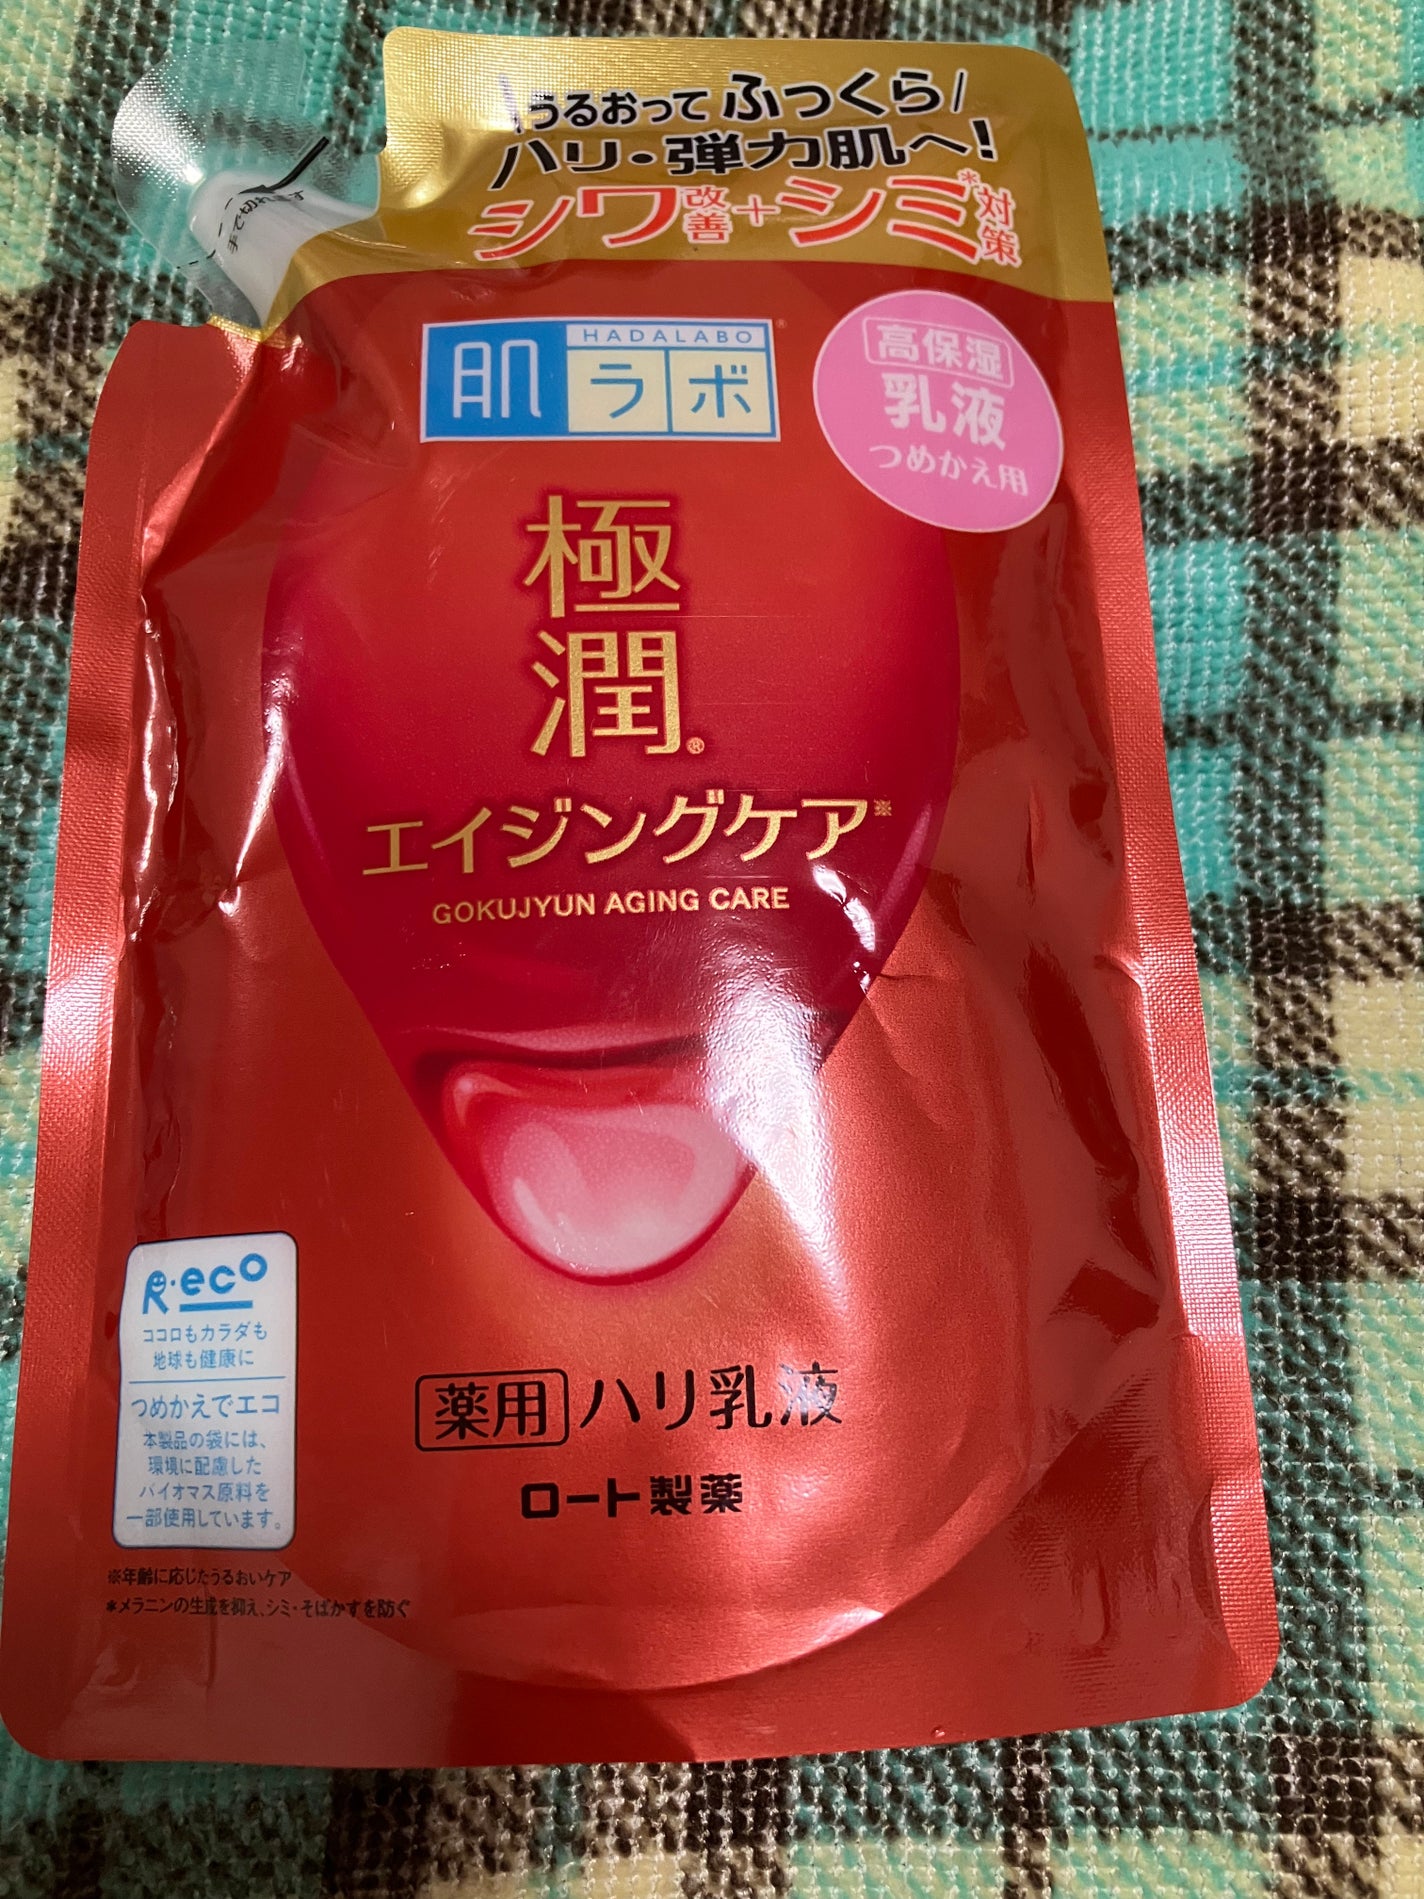 \うるおって ふっくら/
ハリ・弾力肌へ!
シワ改善+シミ*対策
手で切れます
HADALABO®
肌ラボ
高保湿
乳液
つめかえ用
極潤®
エイジングケア※
GOKUJYUN AGING CARE
R・eco
ココロもカラダも
地球も健康に
つめかえでエコ
本製品の袋には、
環境に配慮した
バイオマス原料を
一部使用しています。
薬用 ハリ乳液
ロート製薬
※年齢に応じたうるおいケア
*メラニンの生成を抑え、シミ・そばかすを防ぐ